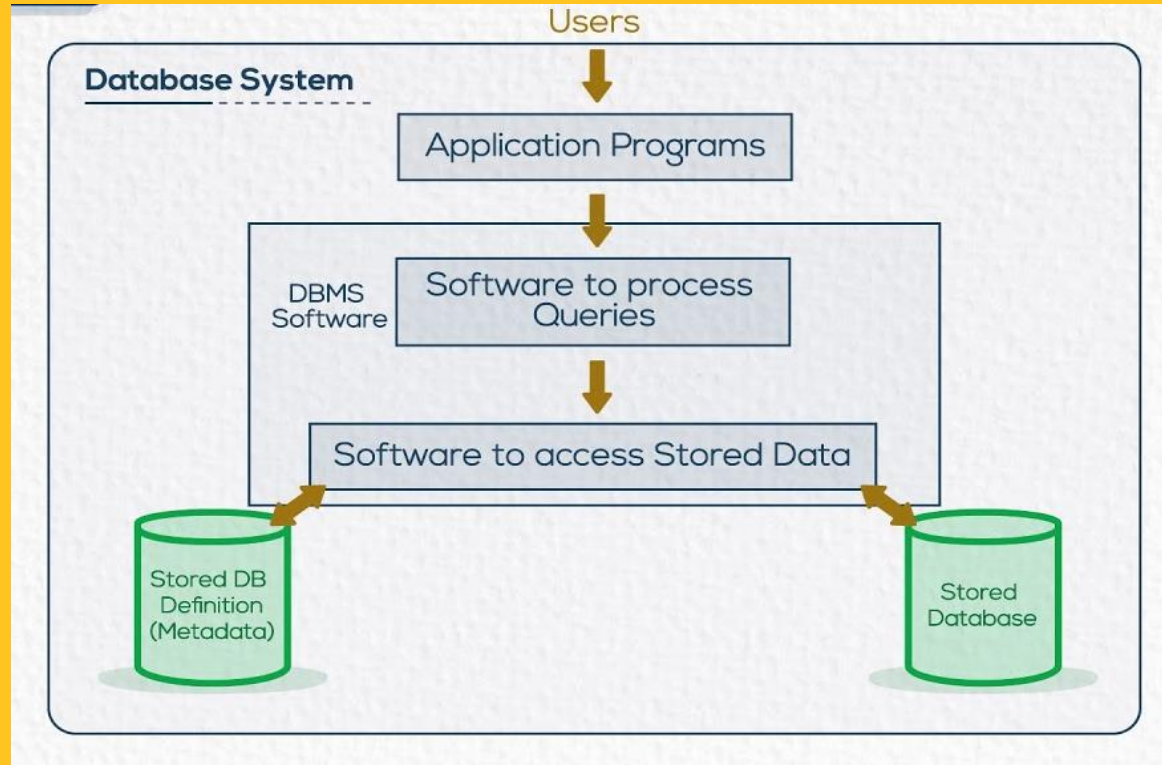 Users
Database System
Application Programs
DBMS
Software
Software to process
Queries
Software to access Stored Data
Stored DB
Definition
(Metadata)
Stored
Database